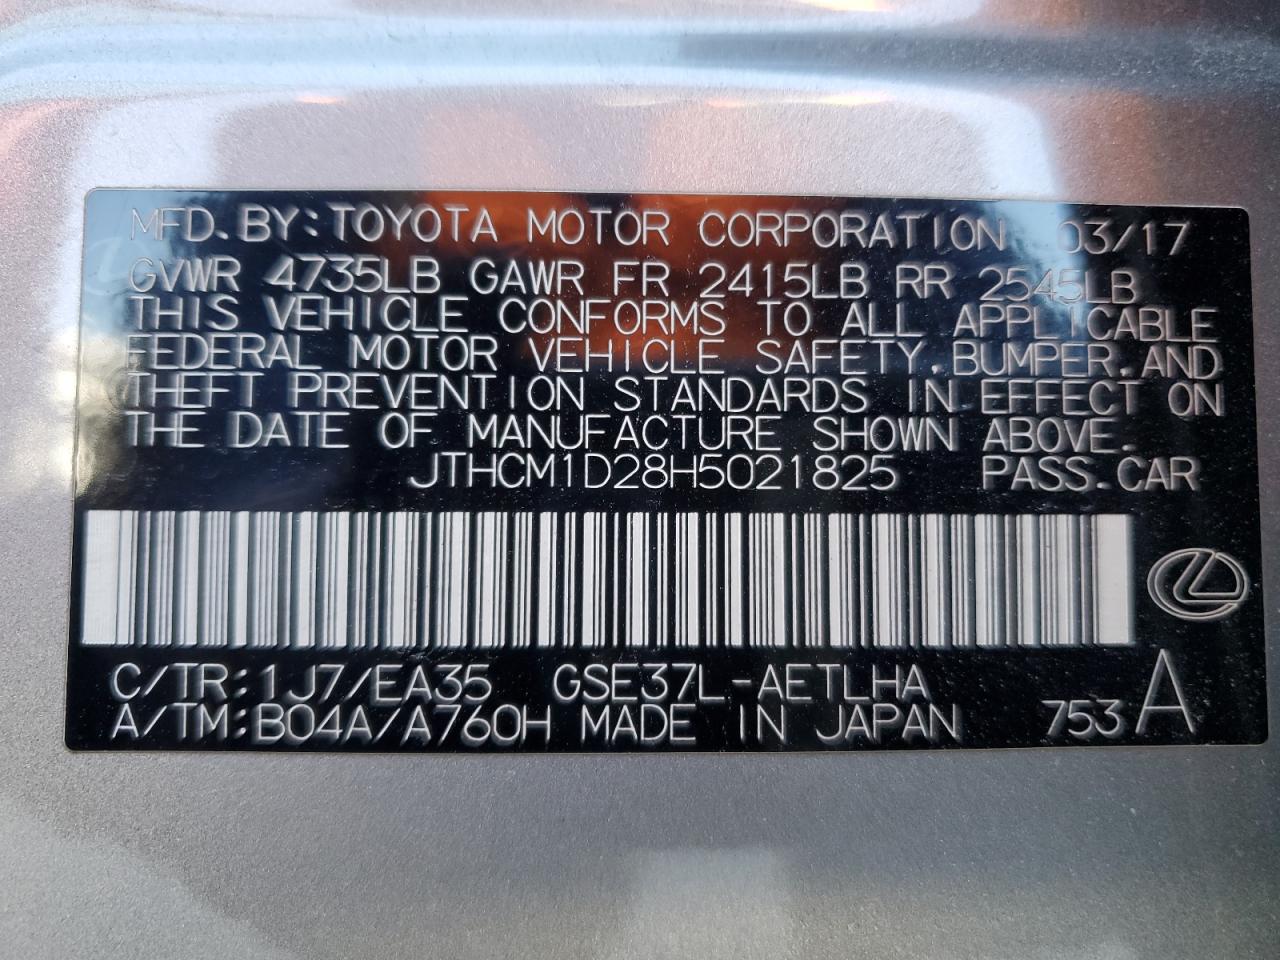 MFD. BY: TOYOTA MOTOR CORPORATION 03/17
GVWR 4735LB GAWR FR 2415LB RR 2545LB
THIS VEHICLE CONFORMS TO ALL APPLICABLE
FEDERAL MOTOR VEHICLE SAFETY, BUMPER, AND
THEFT PREVENTION STANDARDS IN EFFECT ON
THE DATE OF MANUFACTURE SHOWN ABOVE.
JTHCM1D28H5021825 PASS. CAR
C/TR: 1J7/EA35 GSE37L-AETLHA
A/TM: B04A/A760H MADE IN JAPAN 753 A